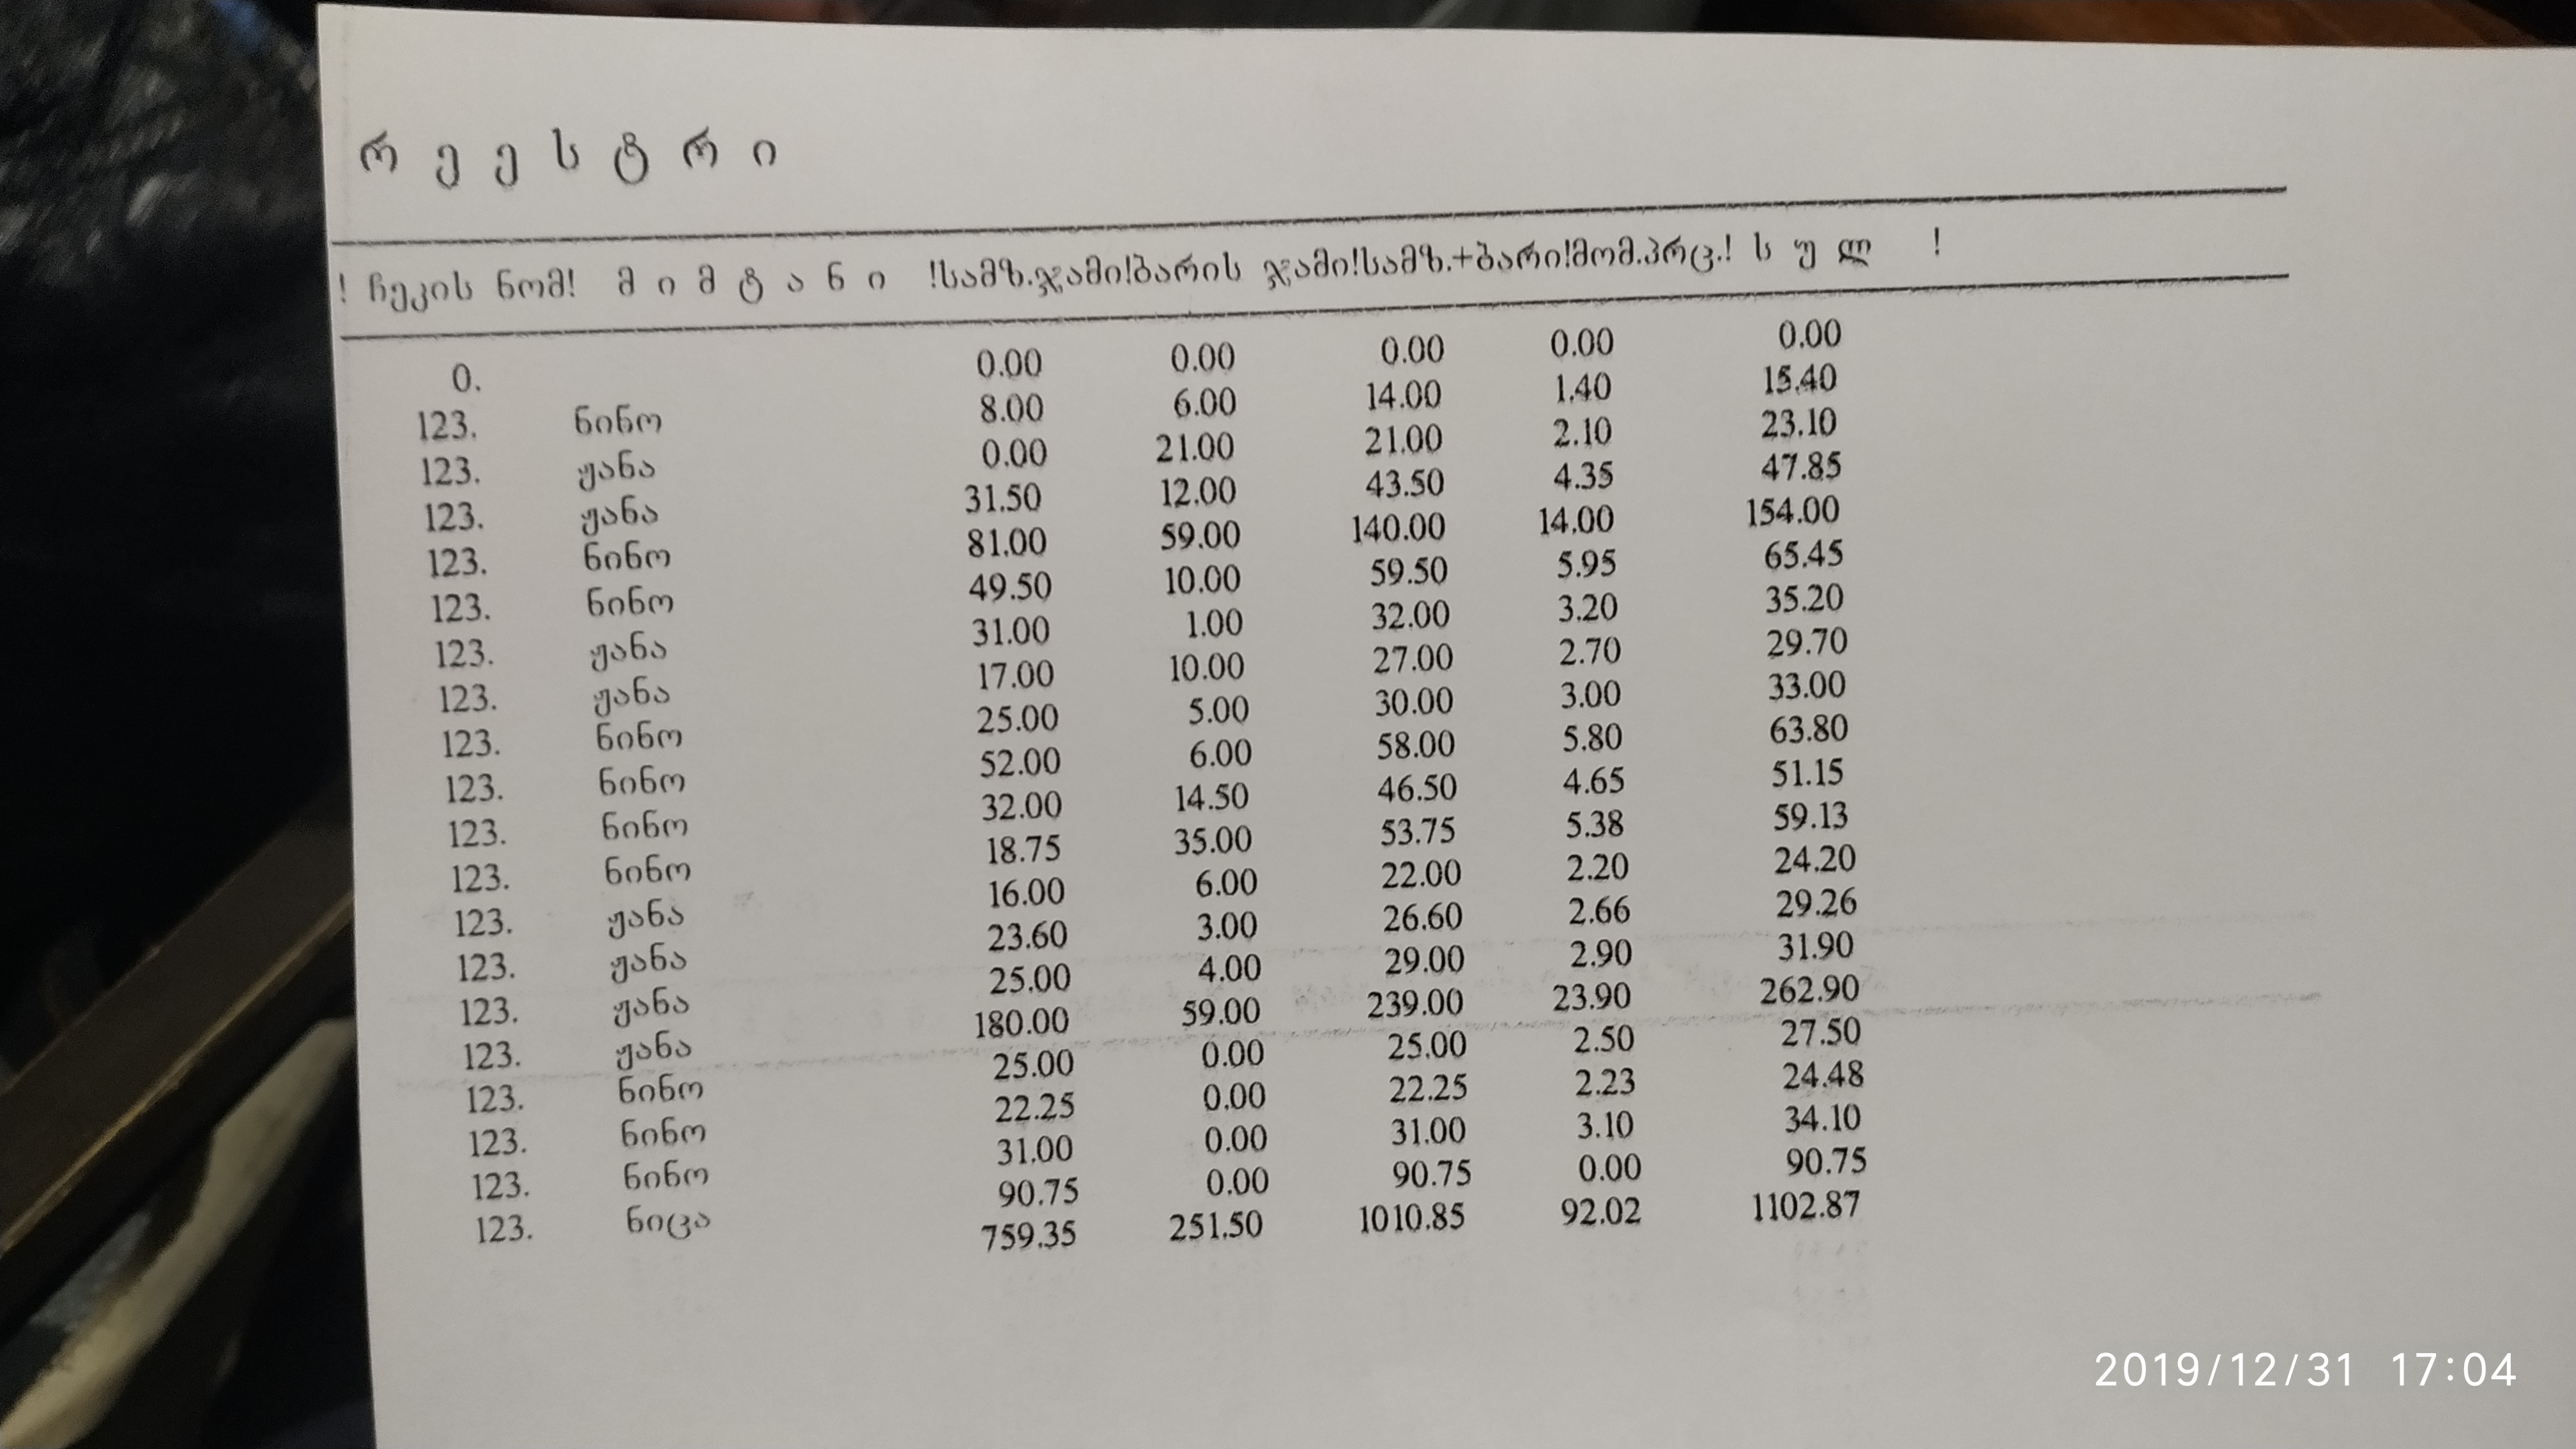 რ ე ე ს ტ რ ი
! ჩეკის ნომ! მ ი მ ტ ა ნ ი !სამზ.ჯამი!ბარის ჯამი!სამზ.+ბარი!მომ.პრც.! ს უ ლ !
0. 0.00 0.00 0.00 0.00 0.00
123. ნინო 8.00 6.00 14.00 1.40 15.40
123. ჟანა 0.00 21.00 21.00 2.10 23.10
123. ჟანა 31.50 12.00 43.50 4.35 47.85
123. ნინო 81.00 59.00 140.00 14.00 154.00
123. ნინო 49.50 10.00 59.50 5.95 65.45
123. ჟანა 31.00 1.00 32.00 3.20 35.20
123. ჟანა 17.00 10.00 27.00 2.70 29.70
123. ნინო 25.00 5.00 30.00 3.00 33.00
123. ნინო 52.00 6.00 58.00 5.80 63.80
123. ნინო 32.00 14.50 46.50 4.65 51.15
123. ნინო 18.75 35.00 53.75 5.38 59.13
123. ჟანა 16.00 6.00 22.00 2.20 24.20
123. ჟანა 23.60 3.00 26.60 2.66 29.26
123. ჟანა 25.00 4.00 29.00 2.90 31.90
123. ჟანა 180.00 59.00 239.00 23.90 262.90
123. ნინო 25.00 0.00 25.00 2.50 27.50
123. ნინო 22.25 0.00 22.25 2.23 24.48
123. ნინო 31.00 0.00 31.00 3.10 34.10
123. ნიცა 90.75 0.00 90.75 0.00 90.75
759.35 251.50 1010.85 92.02 1102.87
2019/12/31 17:04